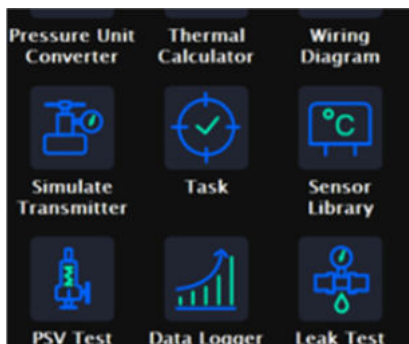 Pressure Unit Thermal Wiring
Converter Calculator Diagram
°C
Simulate Task Sensor
Transmitter Library
PSV Test Data Logger Leak Test